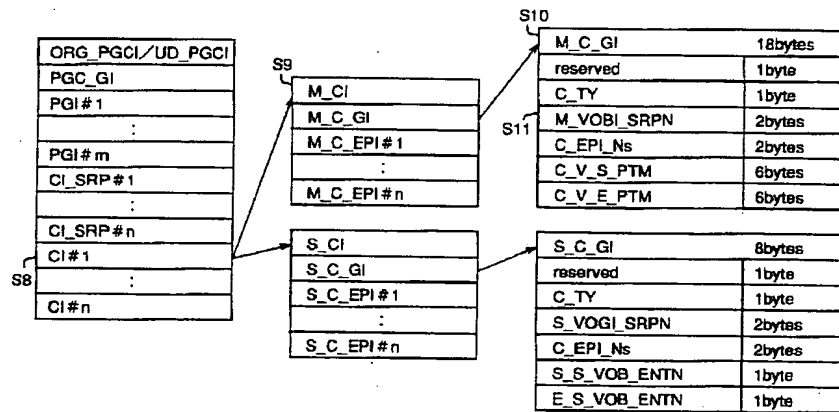 ORG_PGCI/UD_PGCI
PGC_GI
PGI#1
:
PGI#m
CI_SRP#1
:
CI_SRP#n
S8
CI#1
:
CI#n
S9
M_CI
M_C_GI
M_C_EPI#1
:
M_C_EPI#n
S_CI
S_C_GI
S_C_EPI#1
:
S_C_EPI#n
S10
M_C_GI 18bytes
reserved 1byte
C_TY 1byte
S11
M_VOBI_SRPN 2bytes
C_EPI_Ns 2bytes
C_V_S_PTM 6bytes
C_V_E_PTM 6bytes
S_C_GI 8bytes
reserved 1byte
C_TY 1byte
S_VOGI_SRPN 2bytes
C_EPI_Ns 2bytes
S_S_VOB_ENTN 1byte
E_S_VOB_ENTN 1byte